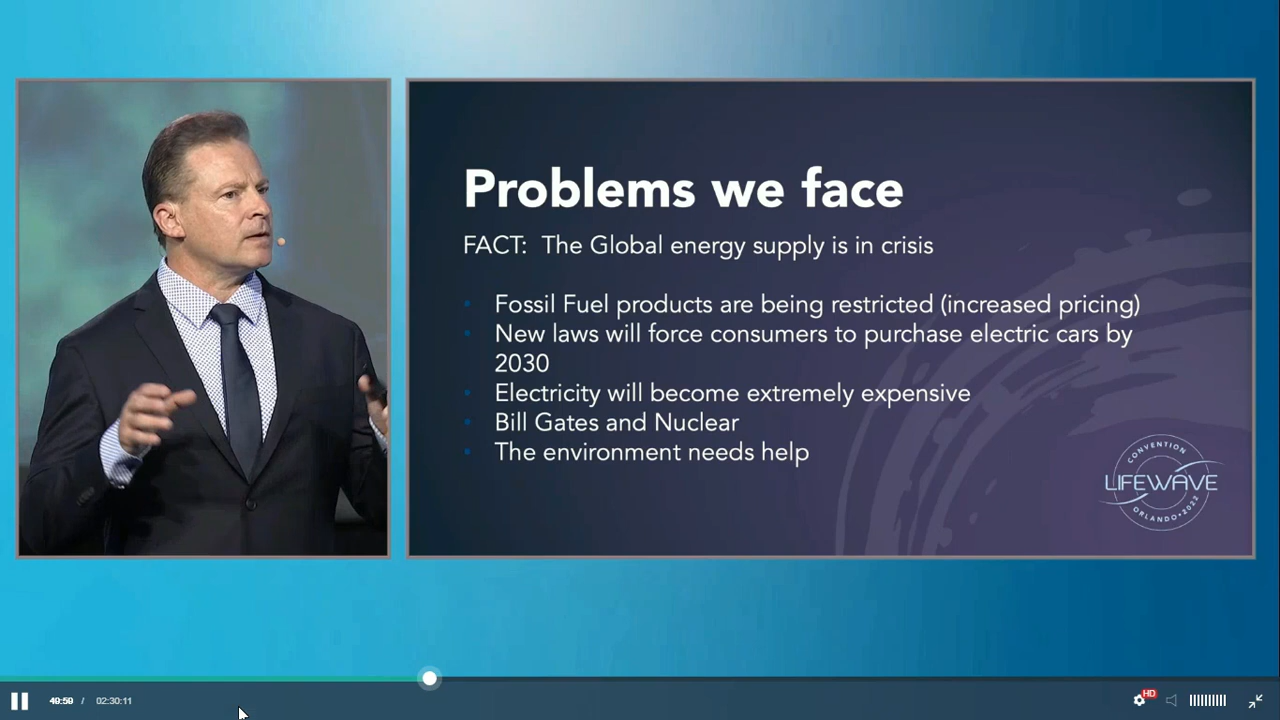 Problems we face
FACT: The Global energy supply is in crisis
Fossil Fuel products are being restricted (increased pricing)
New laws will force consumers to purchase electric cars by
2030
Electricity will become extremely expensive
Bill Gates and Nuclear
The environment needs help
CONVENTION
LIFEWAVE
ORLANDO•2022
HD
40:50 / 02:30:11